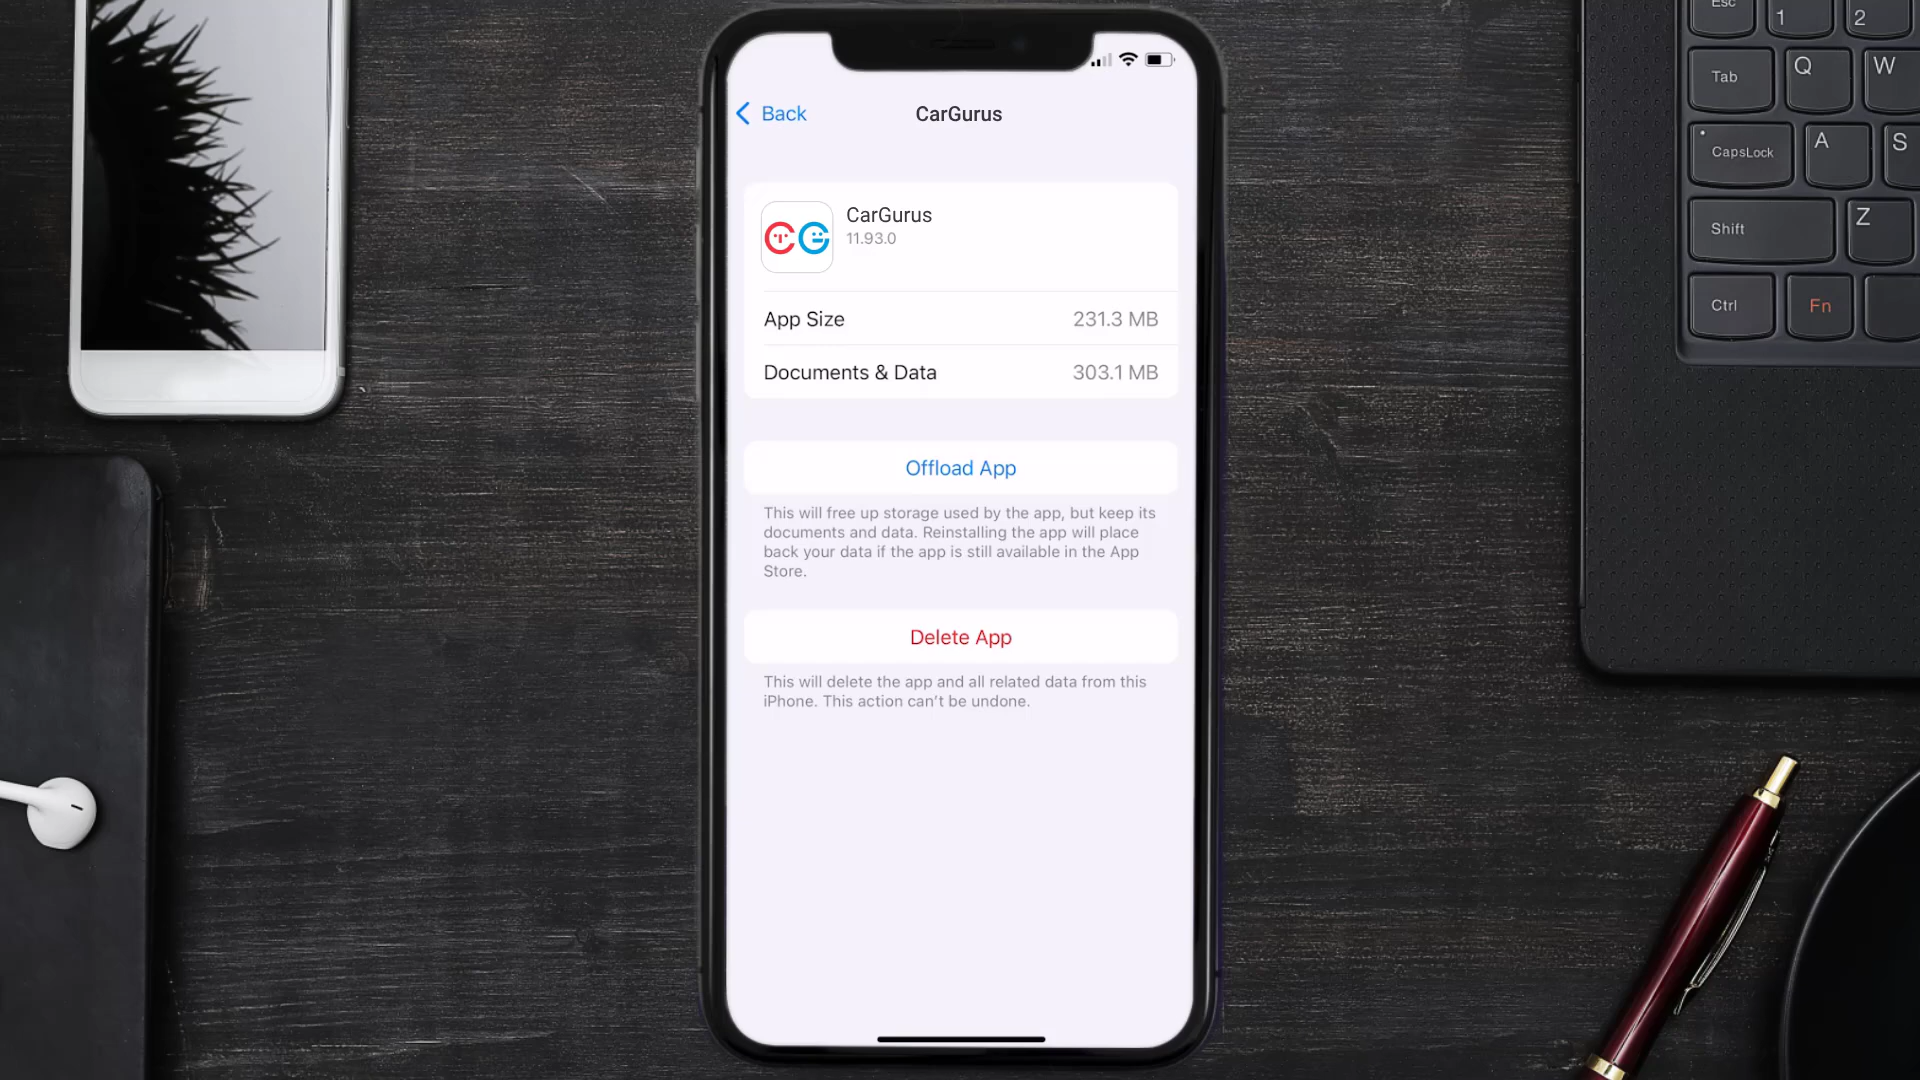 Back
CarGurus
CarGurus
11.93.0
App Size 231.3 MB
Documents & Data 303.1 MB
Offload App
This will free up storage used by the app, but keep its
documents and data. Reinstalling the app will place
back your data if the app is still available in the App
Store.
Delete App
This will delete the app and all related data from this
iPhone. This action can’t be undone.
Esc 1 2
Tab Q W
CapsLock A S
Shift Z
Ctrl Fn